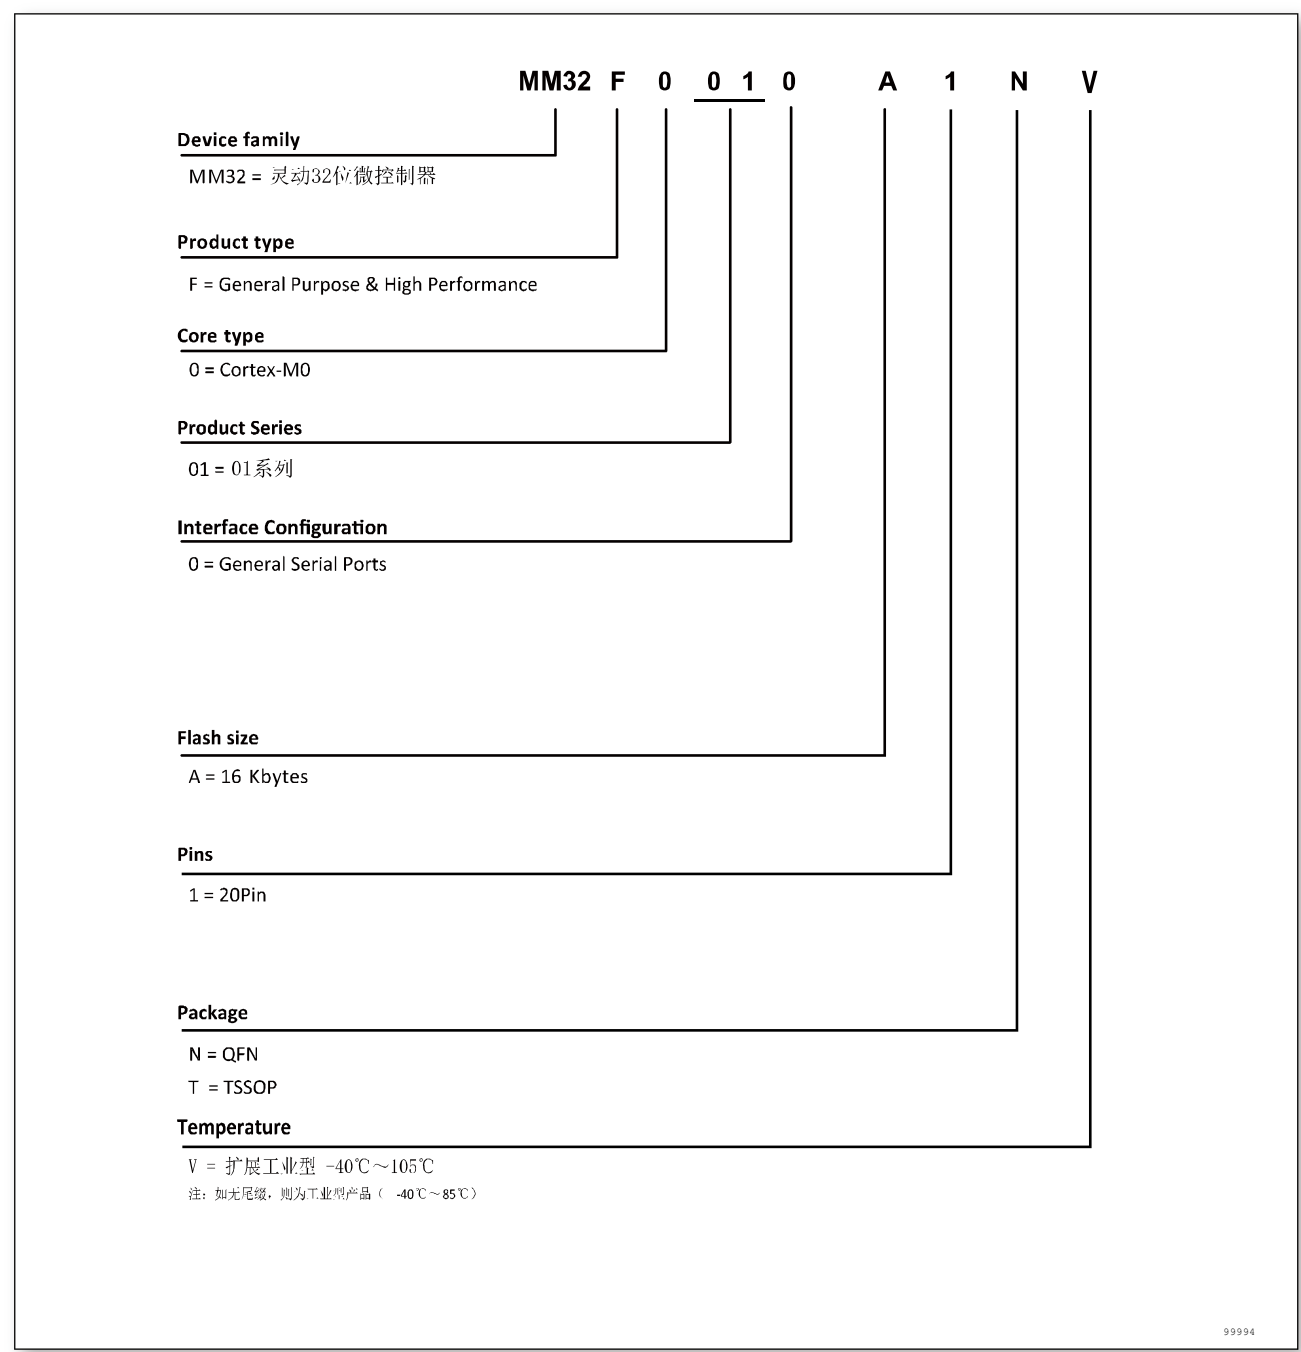 MM32 F 0 0 1 0 A 1 N V
Device family
MM32 = 灵动32位微控制器
Product type
F = General Purpose & High Performance
Core type
0 = Cortex-M0
Product Series
01 = 01系列
Interface Configuration
0 = General Serial Ports
Flash size
A = 16 Kbytes
Pins
1 = 20Pin
Package
N = QFN
T = TSSOP
Temperature
V = 扩展工业型 -40℃～105℃
注：如无尾缀，则为工业型产品（ -40℃～85℃）
99994